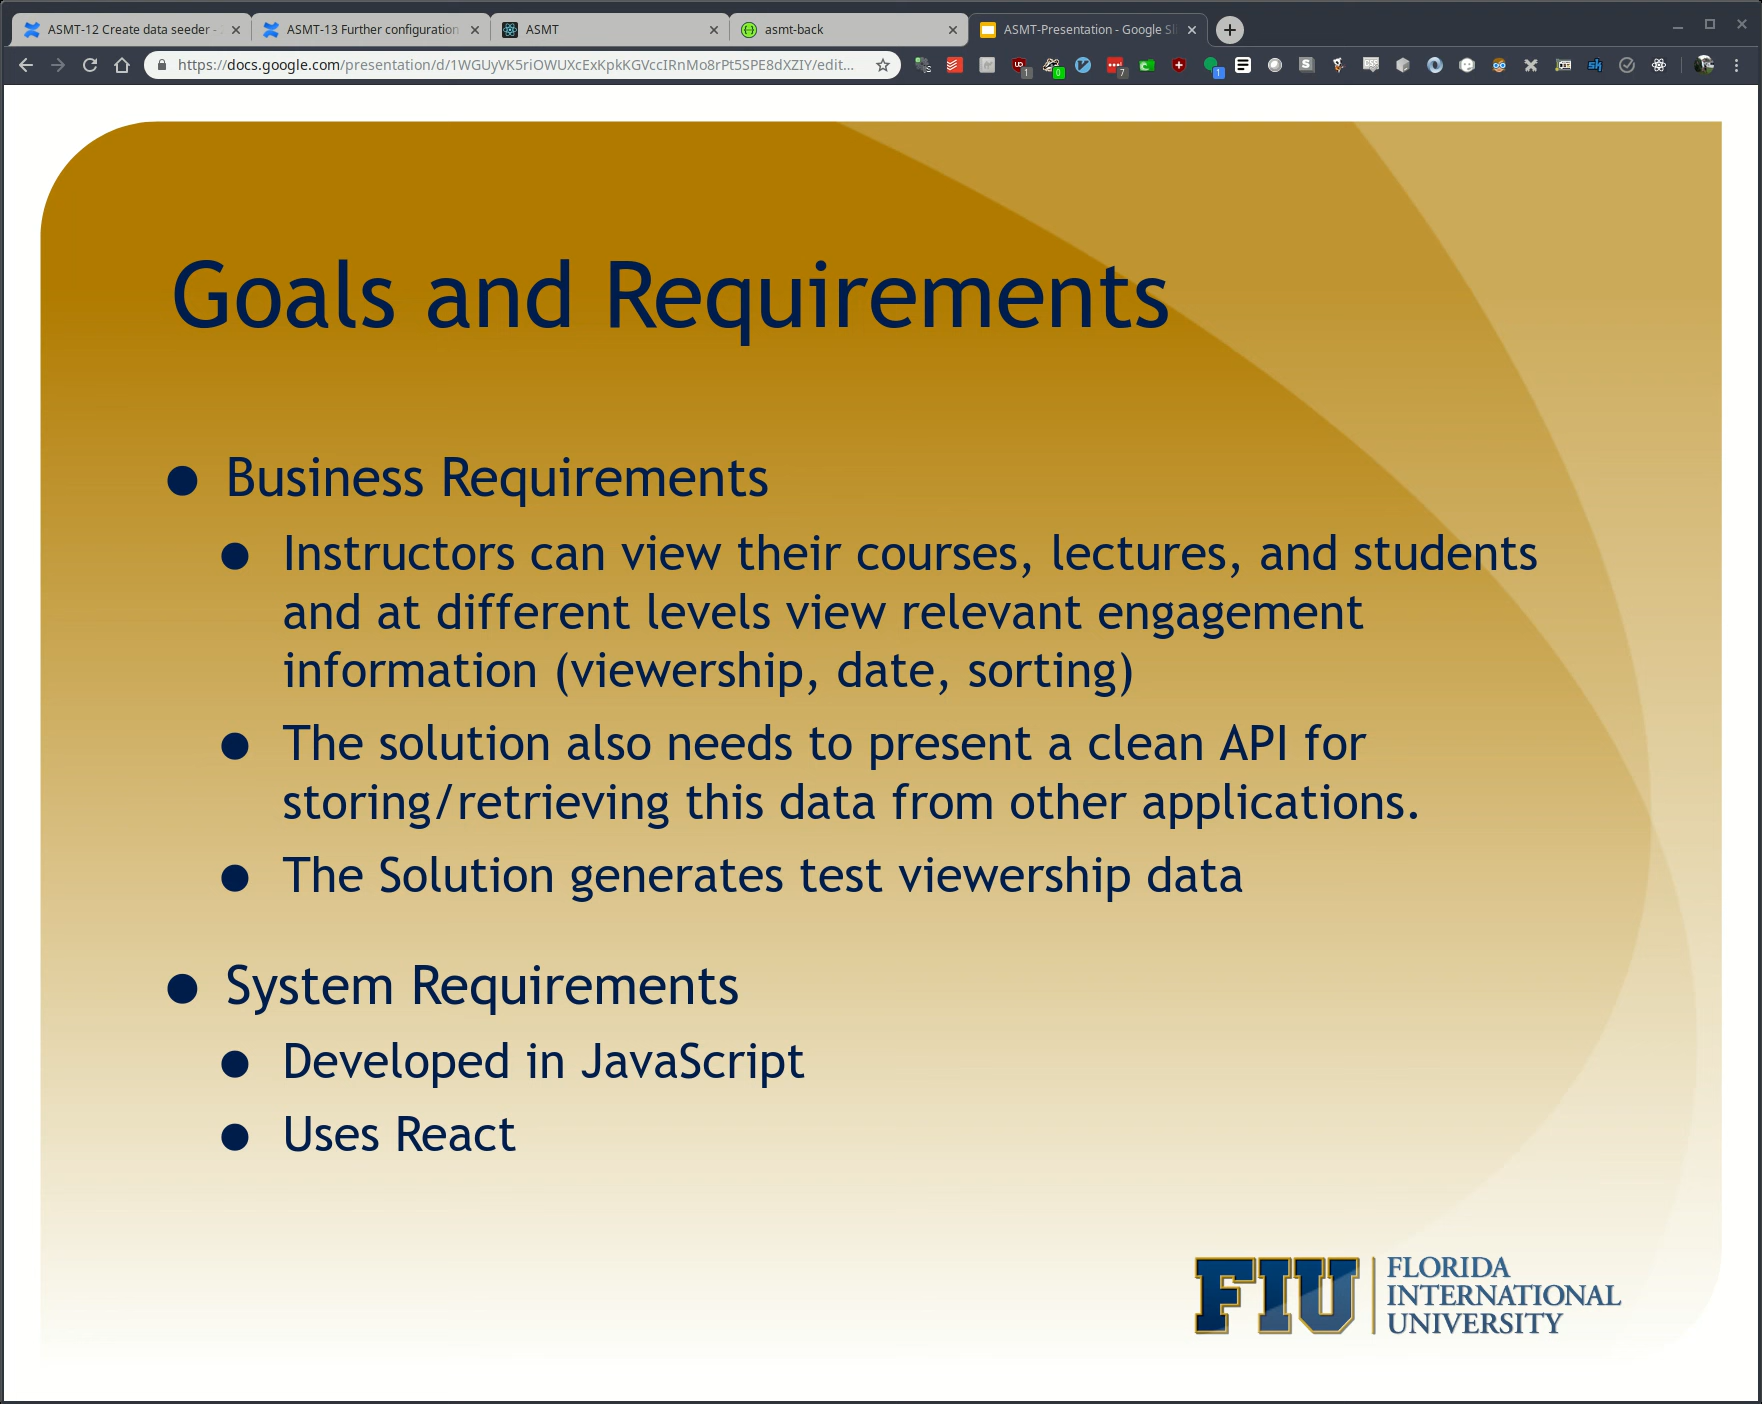 ASMT-12 Create data seeder -
ASMT-13 Further configuration
ASMT
asmt-back
ASMT-Presentation - Google Sl
https://docs.google.com/presentation/d/1WGUyVK5riOWUXcExKpkKGVccIRnMo8rPt5SPE8dXZIY/edit...
Goals and Requirements
● Business Requirements
● Instructors can view their courses, lectures, and students
and at different levels view relevant engagement
information (viewership, date, sorting)
● The solution also needs to present a clean API for
storing/retrieving this data from other applications.
● The Solution generates test viewership data
● System Requirements
● Developed in JavaScript
● Uses React
FIU
FLORIDA
INTERNATIONAL
UNIVERSITY